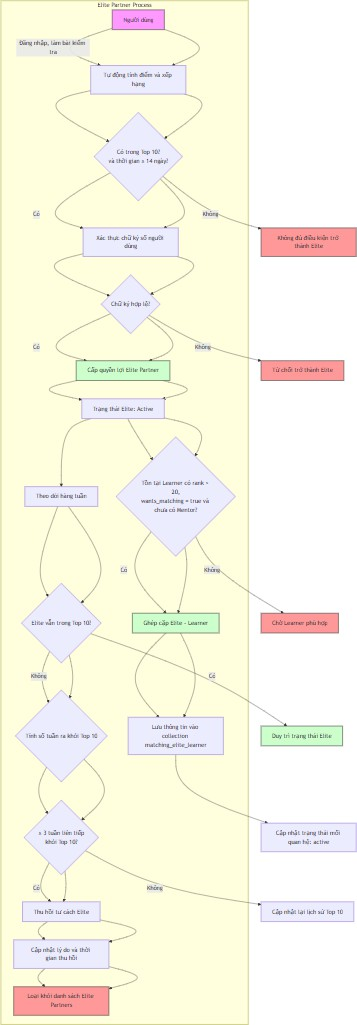 Elite Partner Process
Người dùng
Đăng nhập, làm bài kiểm
tra
Tự động tính điểm và xếp
hạng
Có trong Top 10?
và thời gian ≤ 14 ngày?
Có
Không
Xác thực chữ ký số người
dùng
Không đủ điều kiện trở
thành Elite
Chữ ký hợp lệ?
Có
Không
Cấp quyền tới Elite Partner
Từ chối trở thành Elite
Trạng thái Elite: Active
Theo dõi hàng tuần
Tồn tại Learner có rank >
20,
wants_matching = true và
chưa có Mentor?
Có
Không
Elite vẫn trong Top 10?
Ghép cặp Elite - Learner
Chờ Learner phù hợp
Không
Có
Tính số tuần ra khỏi Top 10
Lưu thông tin vào
collection
matching_elite_learner
Duy trì trạng thái Elite
≥ 3 tuần liên tiếp
khỏi Top 10?
Cập nhật trạng thái mối
quan hệ: active
Có
Không
Thu hồi tư cách Elite
Cập nhật lại lịch sử Top 10
Cập nhật lý do và thời
gian thu hồi
Loại khỏi danh sách Elite
Partners